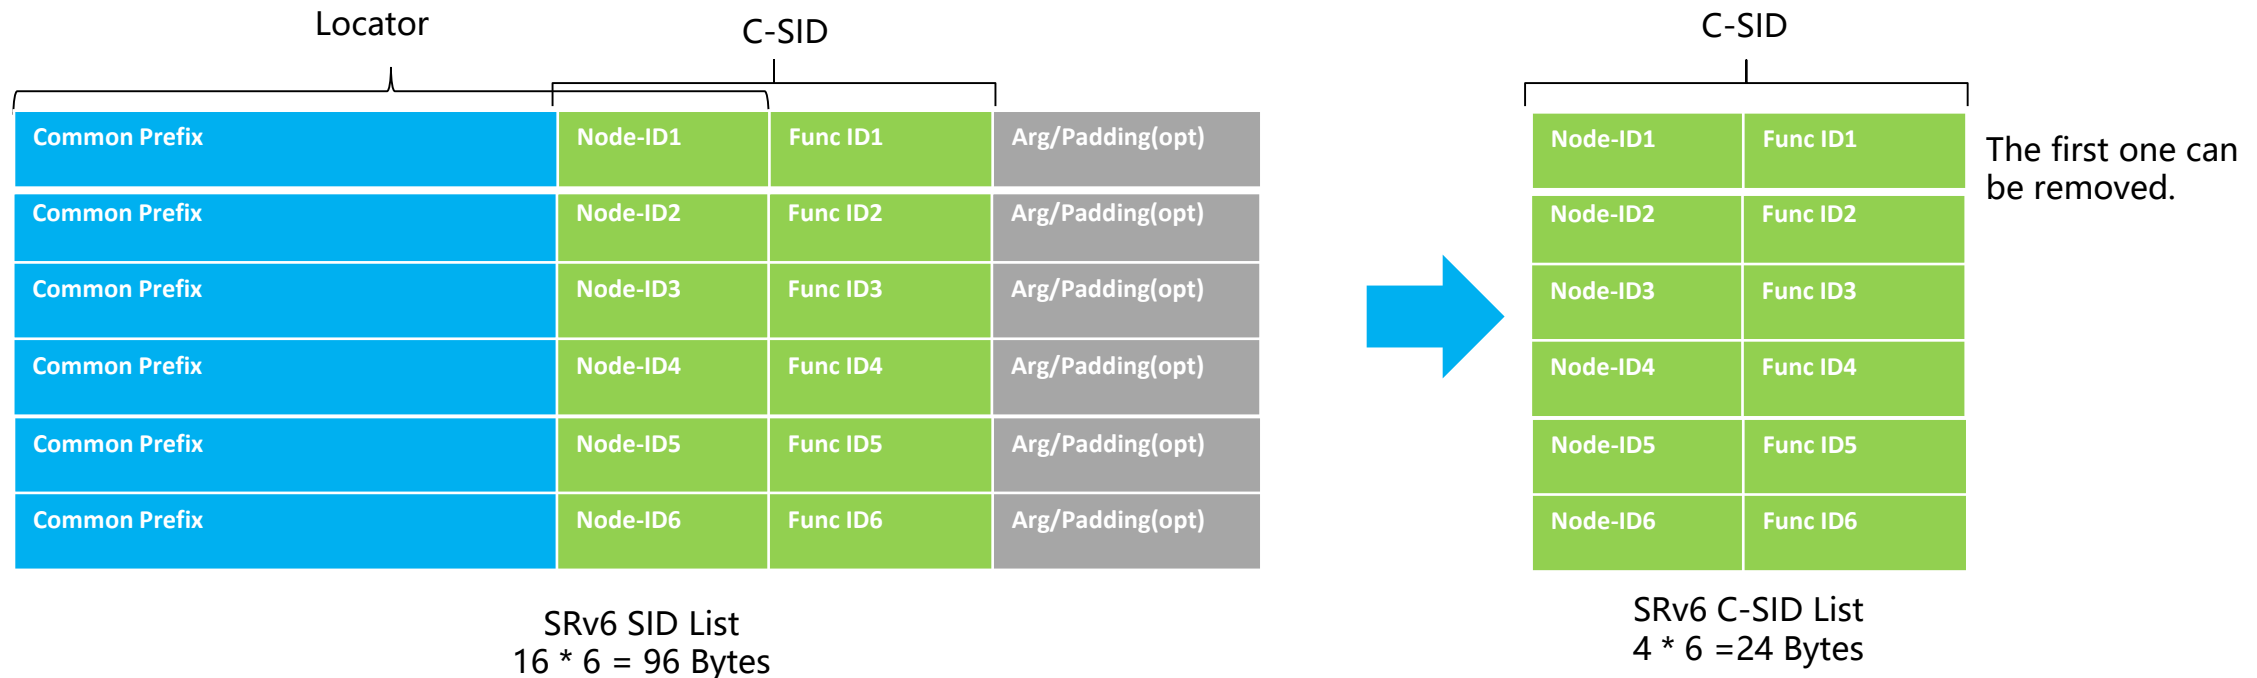 Locator
C-SID
C-SID
Common Prefix Node-ID1 Func ID1 Arg/Padding(opt)
Common Prefix Node-ID2 Func ID2 Arg/Padding(opt)
Common Prefix Node-ID3 Func ID3 Arg/Padding(opt)
Common Prefix Node-ID4 Func ID4 Arg/Padding(opt)
Common Prefix Node-ID5 Func ID5 Arg/Padding(opt)
Common Prefix Node-ID6 Func ID6 Arg/Padding(opt)
SRv6 SID List
16 * 6 = 96 Bytes
Node-ID1 Func ID1
Node-ID2 Func ID2
Node-ID3 Func ID3
Node-ID4 Func ID4
Node-ID5 Func ID5
Node-ID6 Func ID6
The first one can
be removed.
SRv6 C-SID List
4 * 6 =24 Bytes